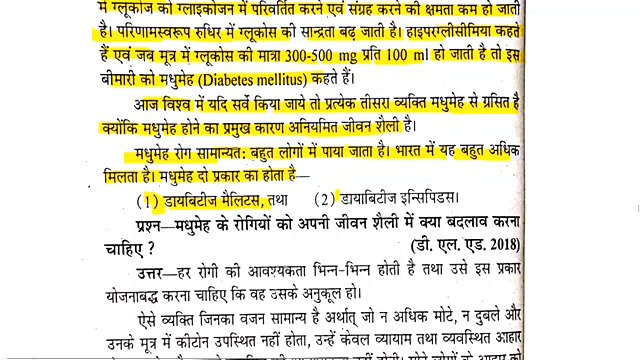 में ग्लूकोज को ग्लाइकोजन में परिवर्तित करने एवं संग्रह करने की क्षमता कम हो जाती
है। परिणामस्वरूप रुधिर में ग्लूकोस की सान्द्रता बढ़ जाती है। हाइपरग्लीसीमिया कहते
हैं एवं जब मूत्र में ग्लूकोस की मात्रा 300-500 mg प्रति 100 ml हो जाती है तो इस
बीमारी को मधुमेह (Diabetes mellitus) कहते हैं।
आज विश्व में यदि सर्वे किया जाये तो प्रत्येक तीसरा व्यक्ति मधुमेह से ग्रसित है
क्योंकि मधुमेह होने का प्रमुख कारण अनियमित जीवन शैली है।
मधुमेह रोग सामान्यत: बहुत लोगों में पाया जाता है। भारत में यह बहुत अधिक
मिलता है। मधुमेह दो प्रकार का होता है—
(1) डायबिटीज मैलिटस, तथा (2) डायाबिटीज इन्सिपिडस।
प्रश्न—मधुमेह के रोगियों को अपनी जीवन शैली में क्या बदलाव करना
चाहिए ? (डी. एल. एड. 2018)
उत्तर—हर रोगी की आवश्यकता भिन्न-भिन्न होती है तथा उसे इस प्रकार
योजनाबद्ध करना चाहिए कि वह उसके अनुकूल हो।
ऐसे व्यक्ति जिनका वजन सामान्य है अर्थात् जो न अधिक मोटे, न दुबले और
उनके मूत्र में कीटोन उपस्थित नहीं होता, उन्हें केवल व्यायाम तथा व्यवस्थित आहार